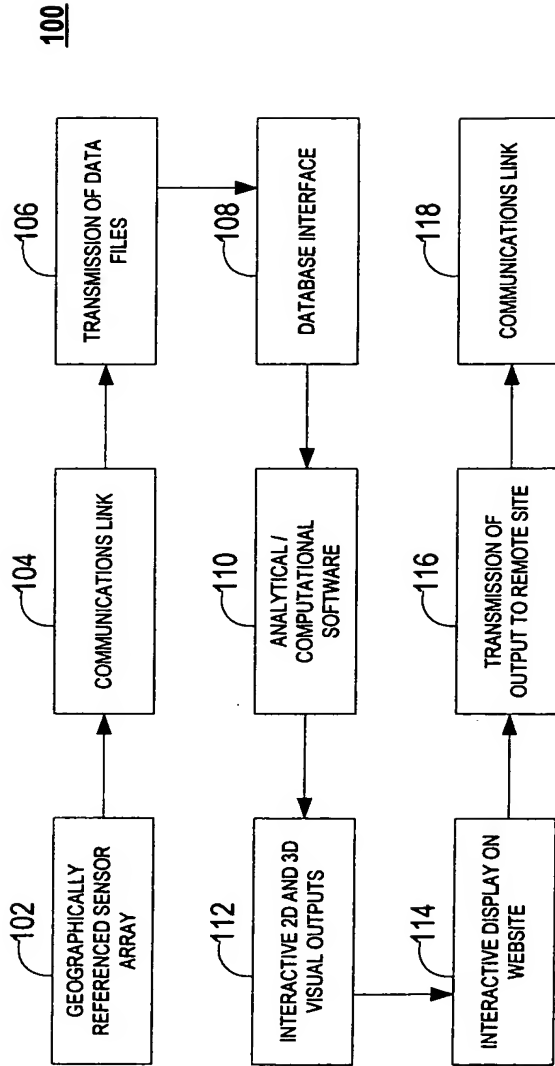 100
102
GEOGRAPHICALLY
REFERENCED SENSOR
ARRAY
104
COMMUNICATIONS LINK
106
TRANSMISSION OF DATA
FILES
108
DATABASE INTERFACE
110
ANALYTICAL /
COMPUTATIONAL
SOFTWARE
112
INTERACTIVE 2D AND 3D
VISUAL OUTPUTS
114
INTERACTIVE DISPLAY ON
WEBSITE
116
TRANSMISSION OF
OUTPUT TO REMOTE SITE
118
COMMUNICATIONS LINK